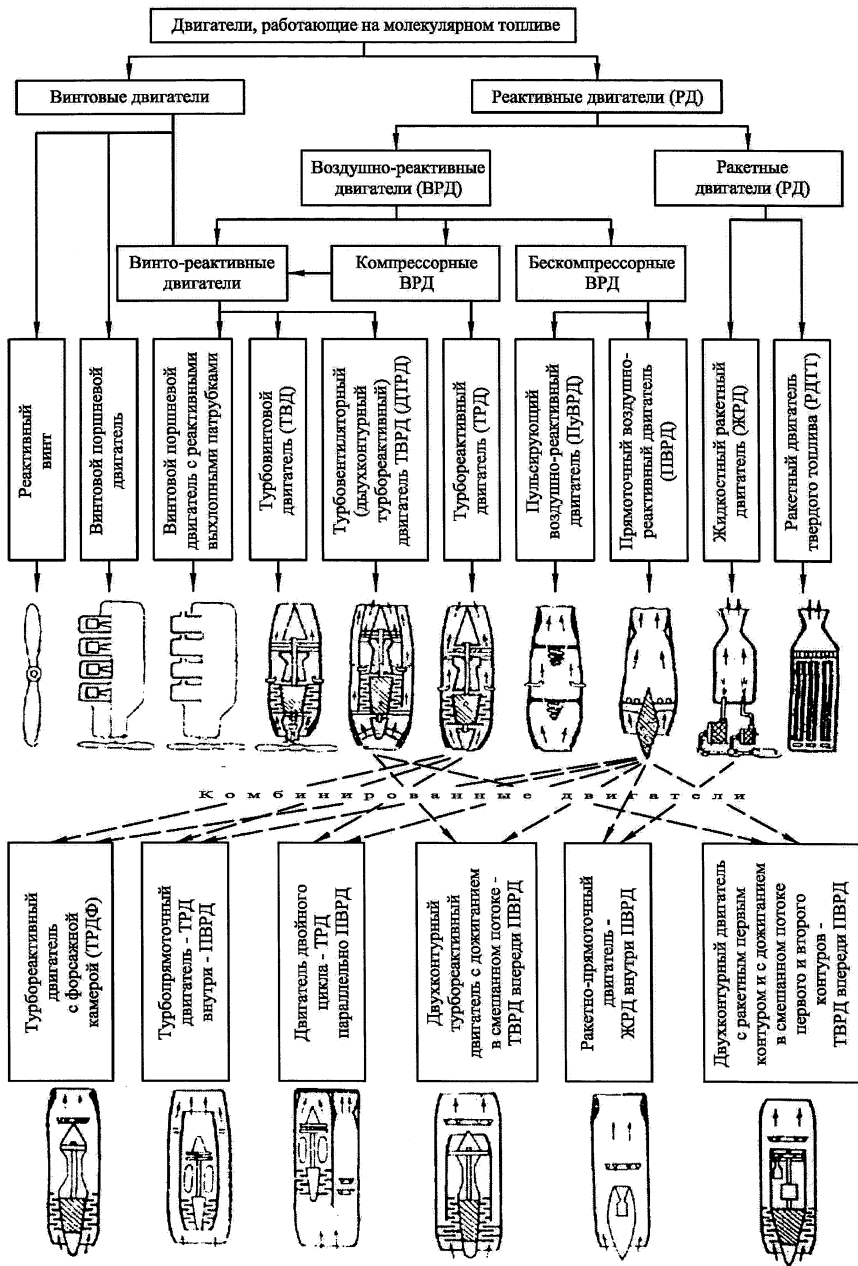 Двигатели, работающие на молекулярном топливе
Винтовые двигатели
Реактивные двигатели (РД)
Воздушно-реактивные
двигатели (ВРД)
Ракетные
двигатели (РД)
Винто-реактивные
двигатели
Компрессорные
ВРД
Бескомпрессорные
ВРД
Реактивный
винт
Винтовой поршневой
двигатель
Винтовой поршневой
двигатель с реактивными
выхлопными патрубками
Турбовинтовой
двигатель (ТВД)
Турбовентиляторный
(двухконтурный
турбореактивный)
двигатель ТВРД (ДТРД)
Турбореактивный
двигатель (ТРД)
Пульсирующий
воздушно-реактивный
двигатель (ПуВРД)
Прямоточный воздушно-
реактивный двигатель
(ПВРД)
Жидкостный ракетный
двигатель (ЖРД)
Ракетный двигатель
твердого топлива (РДТТ)
Комбинированные двигатели
Турбореактивный
двигатель
с форсажной
камерой (ТРДФ)
Турбопрямоточный
двигатель - ТРД
внутри - ПВРД
Двигатель двойного
цикла - ТРД
параллельно ПВРД
Двухконтурный
турбореактивный
двигатель с дожиганием
в смешанном потоке -
ТВРД впереди ПВРД
Ракетно-прямоточный
двигатель -
ЖРД внутри ПВРД
Двухконтурный двигатель
с ракетным первым
контуром и с дожиганием
в смешанном потоке
первого и второго
контуров -
ТВРД впереди ПВРД